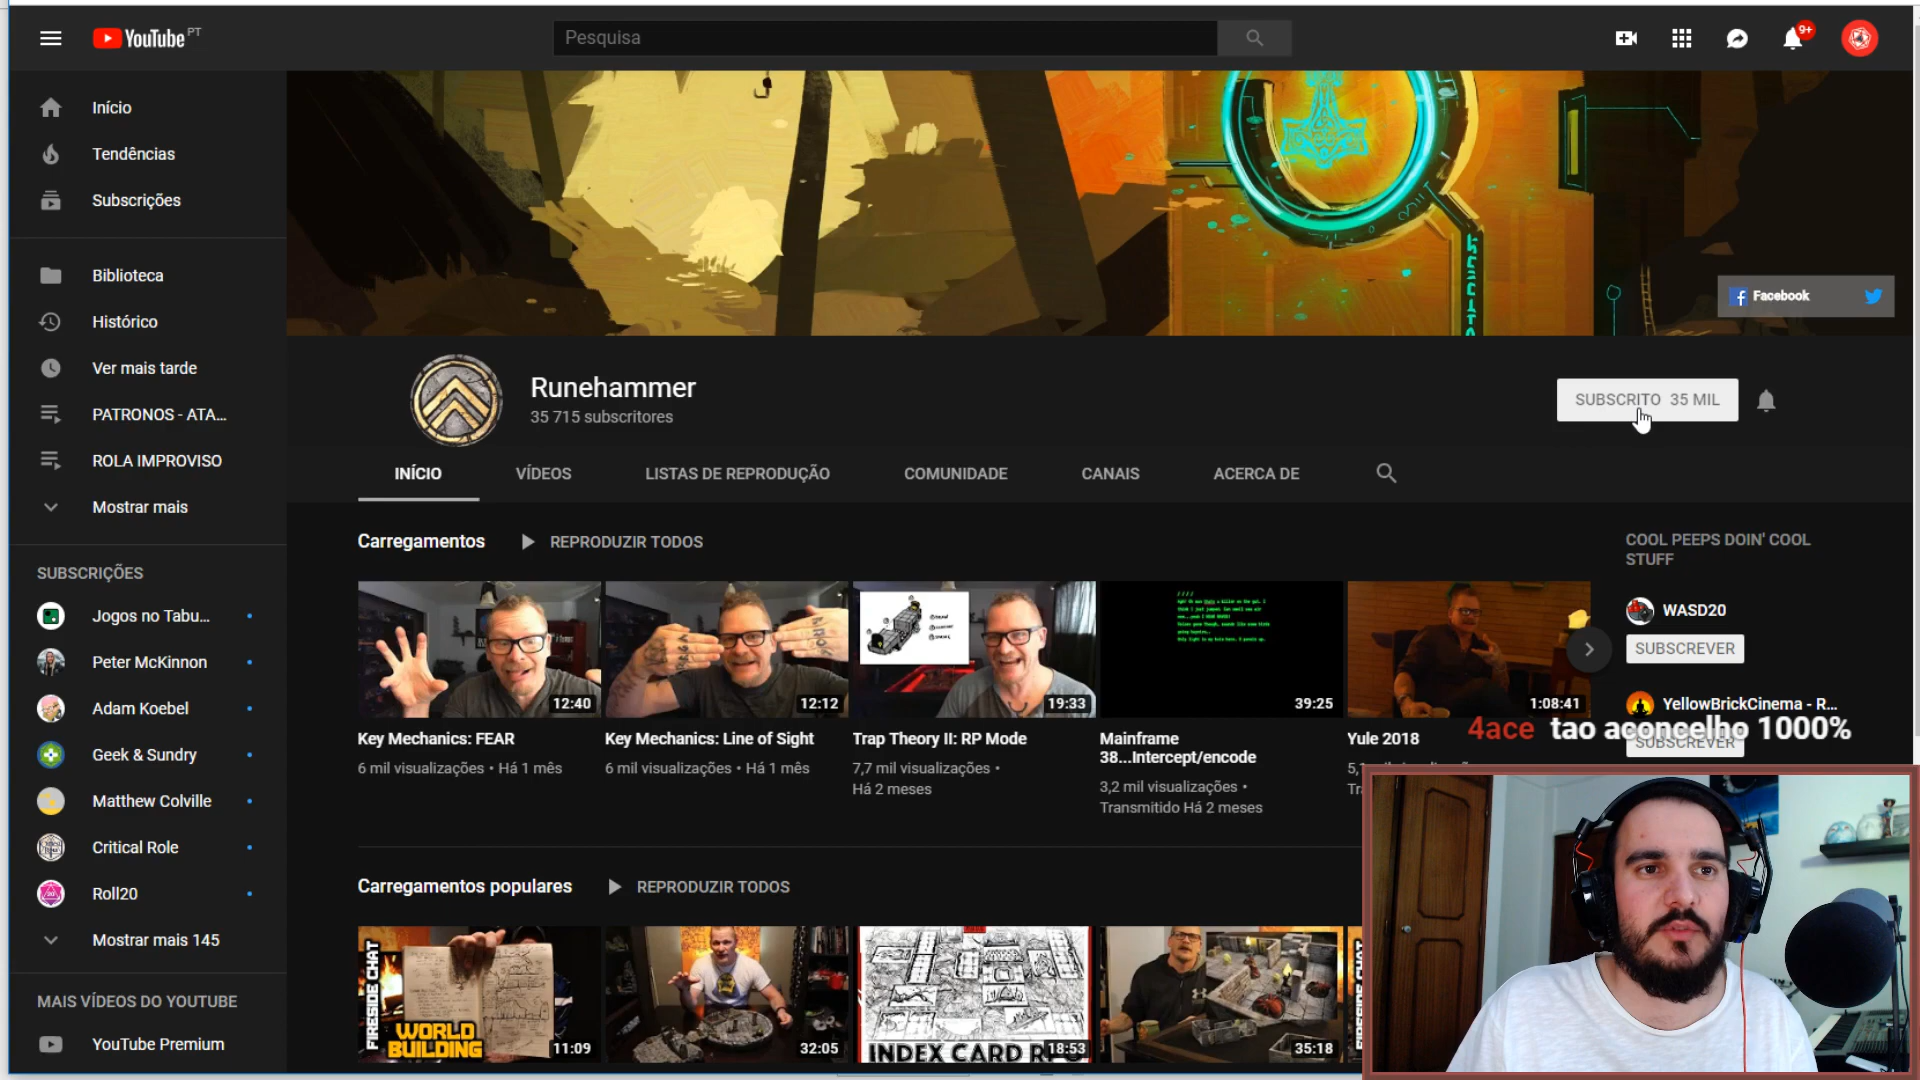 YouTube PT
Pesquisa
9+
Início
Tendências
Subscrições
Biblioteca
Histórico
Ver mais tarde
PATRONOS - ATA...
ROLA IMPROVISO
Mostrar mais
SUBSCRIÇÕES
Jogos no Tabu...
Peter McKinnon
Adam Koebel
Geek & Sundry
Matthew Colville
Critical Role
Roll20
Mostrar mais 145
MAIS VÍDEOS DO YOUTUBE
YouTube Premium
Facebook
Runehammer
35 715 subscritores
SUBSCRITO 35 MIL
INÍCIO
VÍDEOS
LISTAS DE REPRODUÇÃO
COMUNIDADE
CANAIS
ACERCA DE
Carregamentos
REPRODUZIR TODOS
12:40
12:12
19:33
39:25
1:08:41
Key Mechanics: FEAR
6 mil visualizações • Há 1 mês
Key Mechanics: Line of Sight
6 mil visualizações • Há 1 mês
Trap Theory II: RP Mode
7,7 mil visualizações •
Há 2 meses
Mainframe
38...Intercept/encode
3,2 mil visualizações •
Transmitido Há 2 meses
Yule 2018
COOL PEEPS DOIN' COOL
STUFF
WASD20
SUBSCREVER
YellowBrickCinema - R...
SUBSCREVER
4ace tao aconcelho 1000%
Carregamentos populares
REPRODUZIR TODOS
FIRESIDE CHAT
WORLD
BUILDING
11:09
32:05
INDEX CARD R
18:53
35:18